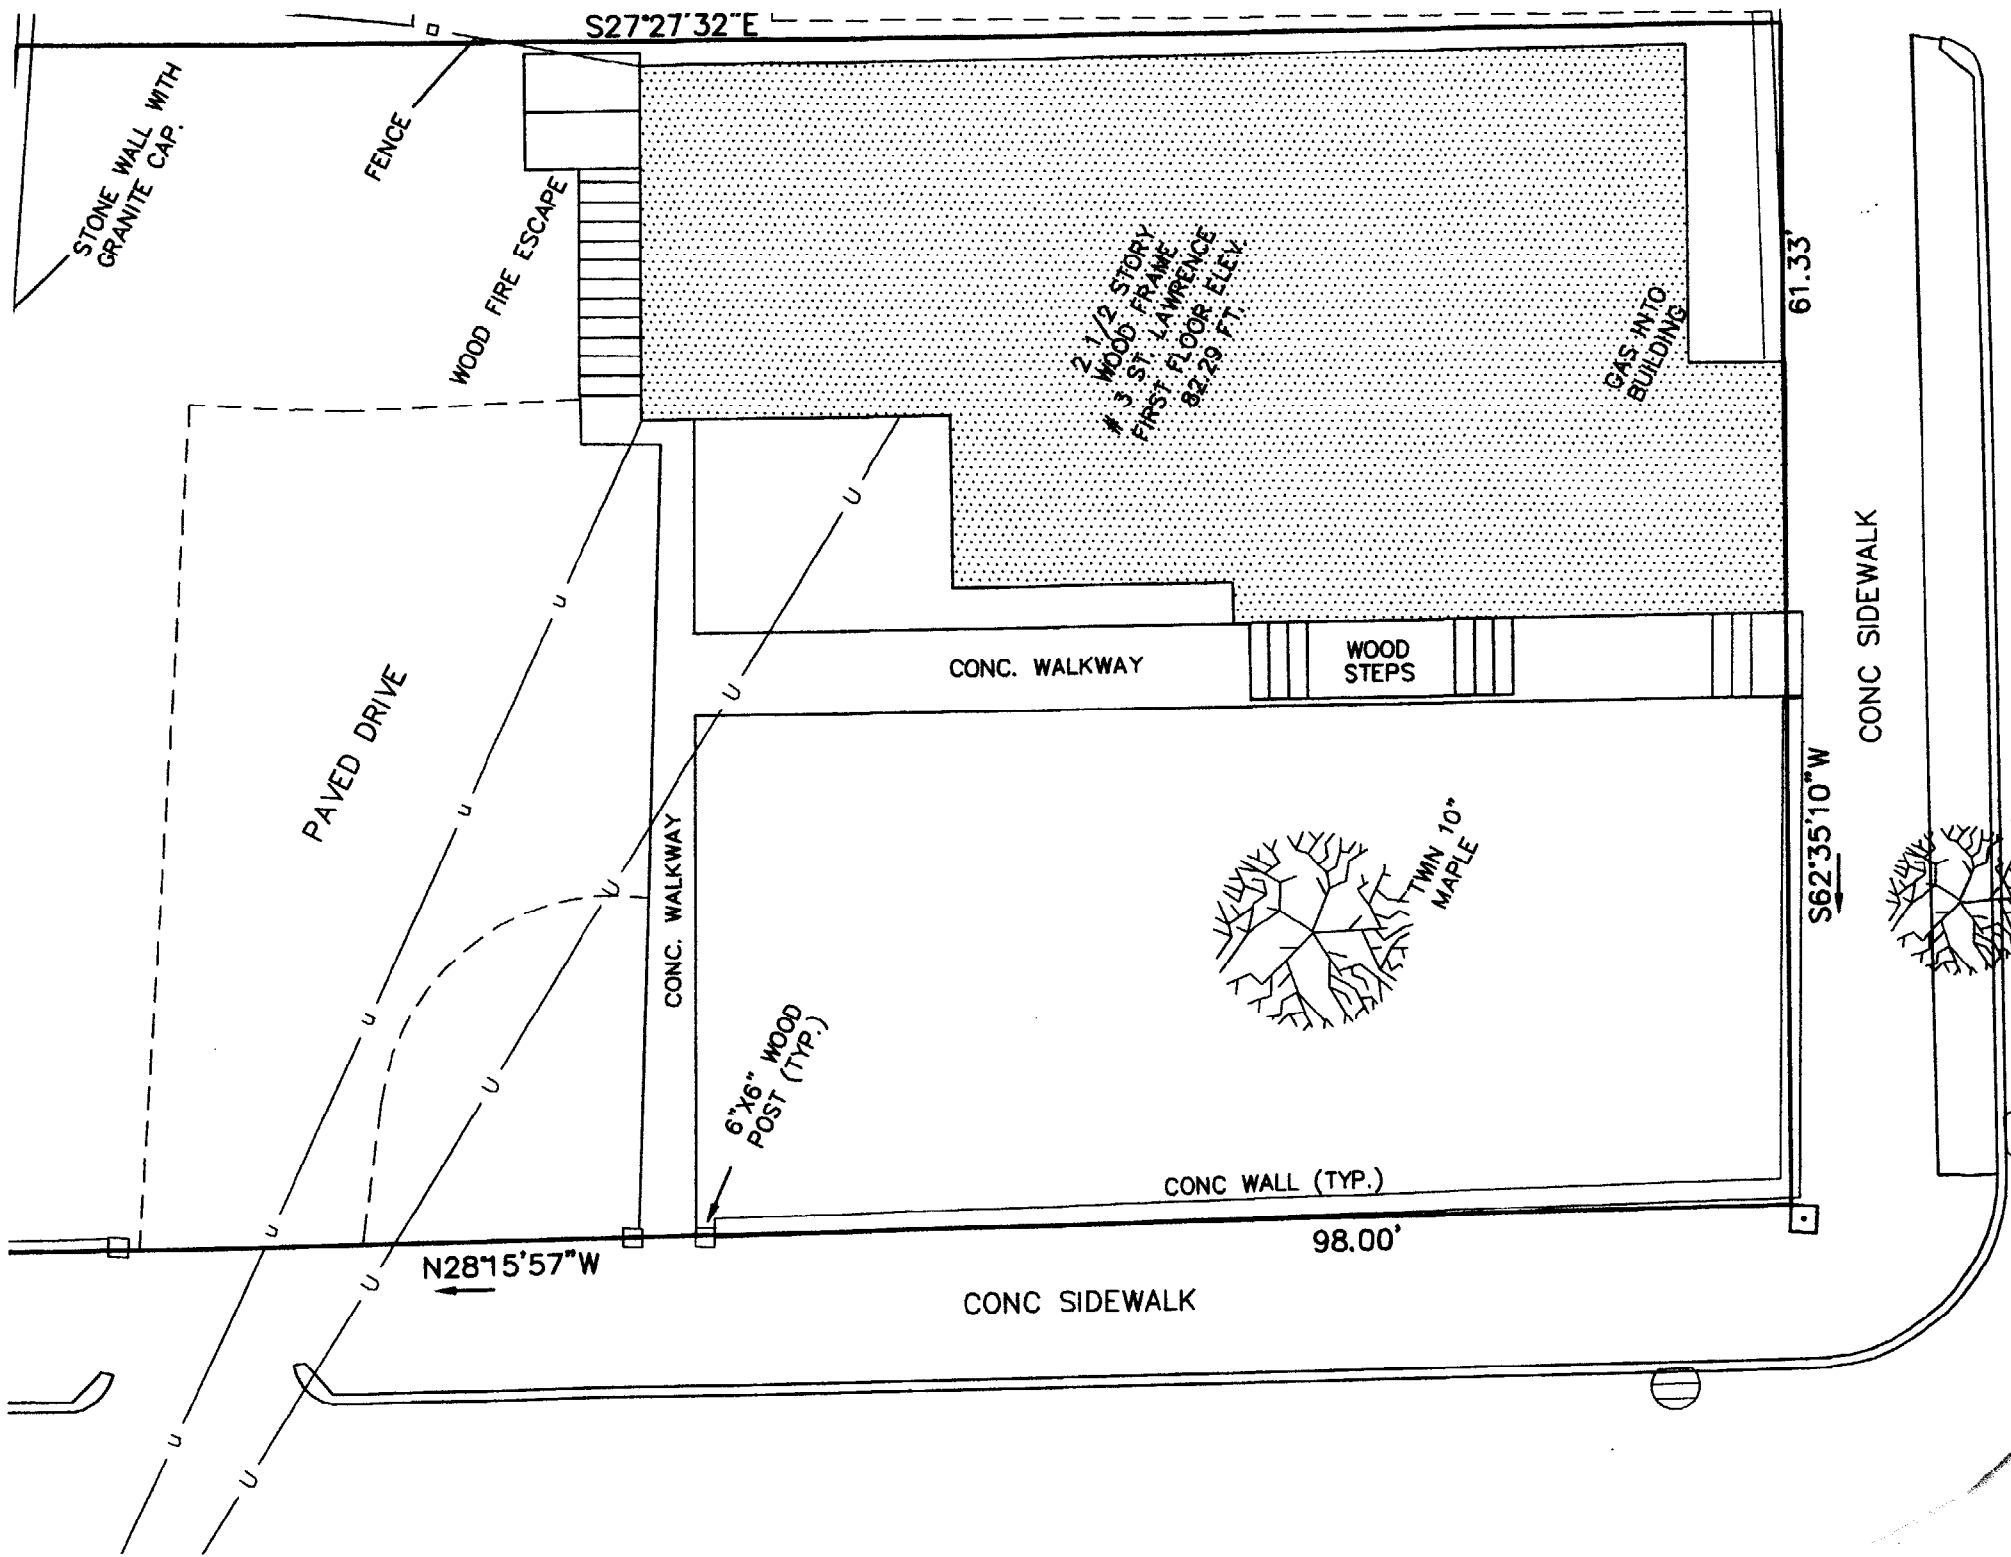 S27°27'32"E
STONE WALL WITH
GRANITE CAP.
FENCE
WOOD FIRE ESCAPE
2 1/2 STORY
WOOD FRAME
# 3 ST. LAWRENCE
FIRST FLOOR ELEV.
82.29 FT.
GAS INTO
BUILDING
61.33'
CONC SIDEWALK
U
U
CONC. WALKWAY
WOOD
STEPS
U
PAVED DRIVE
U
U
CONC. WALKWAY
TWIN 10"
MAPLE
S62°35'10"W
U
U
6"X6" WOOD
POST (TYP.)
CONC WALL (TYP.)
U
N28°15'57"W
U
98.00'
CONC SIDEWALK
U
U